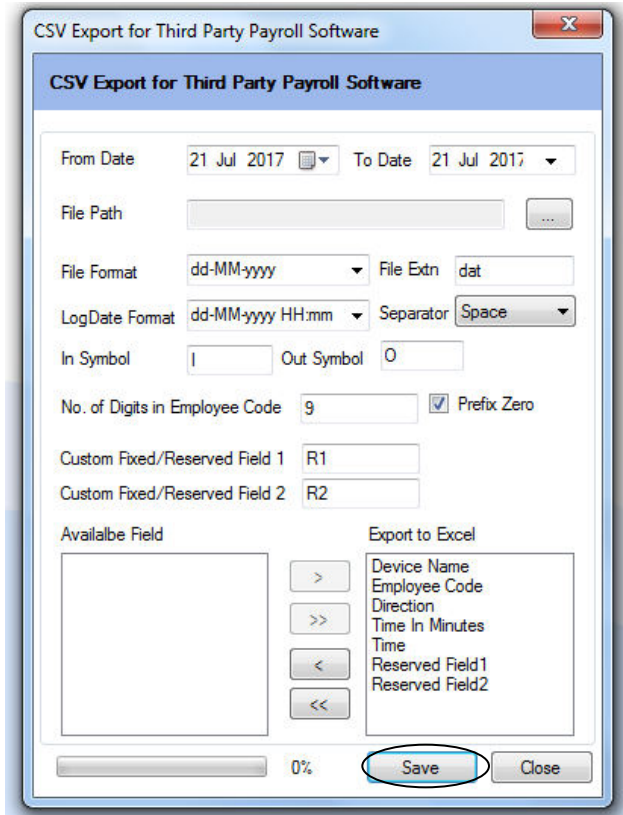 CSV Export for Third Party Payroll Software
X
CSV Export for Third Party Payroll Software
From Date 21 Jul 2017 To Date 21 Jul 2017
File Path ...
File Format dd-MM-yyyy File Extn dat
LogDate Format dd-MM-yyyy HH:mm Separator Space
In Symbol I Out Symbol O
No. of Digits in Employee Code 9 Prefix Zero
Custom Fixed/Reserved Field 1 R1
Custom Fixed/Reserved Field 2 R2
Availalbe Field Export to Excel
> Device Name
Employee Code
Direction
>> Time In Minutes
Time
< Reserved Field1
Reserved Field2
<<
0% Save Close